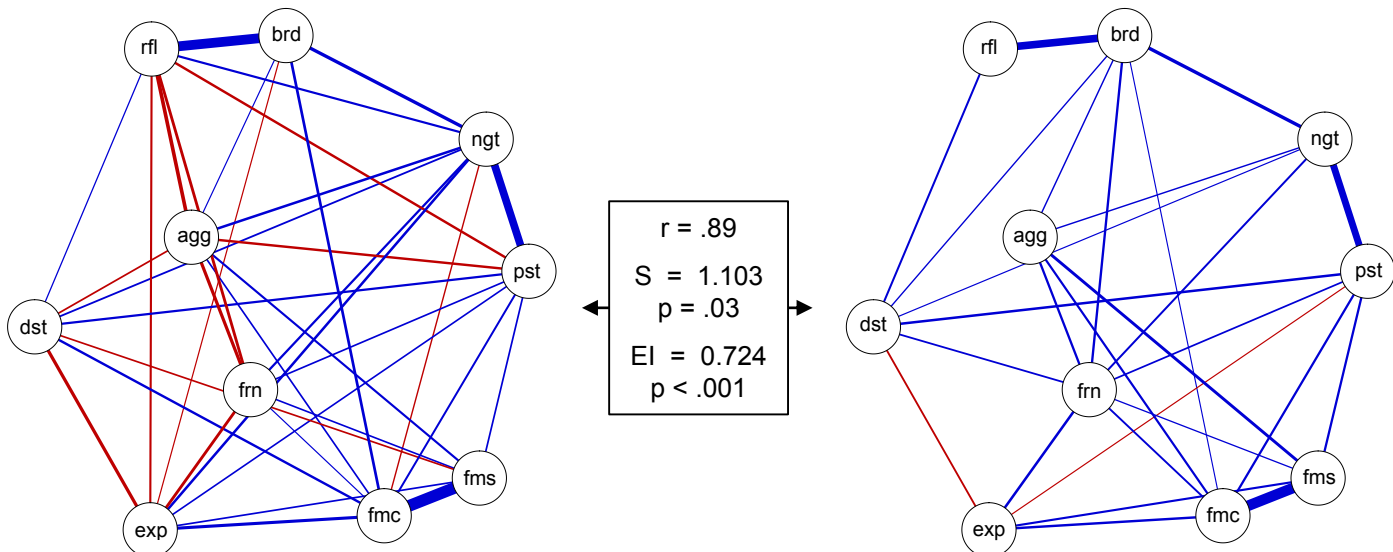 rfl
brd
ngt
agg
pst
dst
frn
fms
fmc
exp
r = .89
S = 1.103
p = .03
EI = 0.724
p < .001
rfl
brd
ngt
agg
pst
dst
frn
fms
fmc
exp